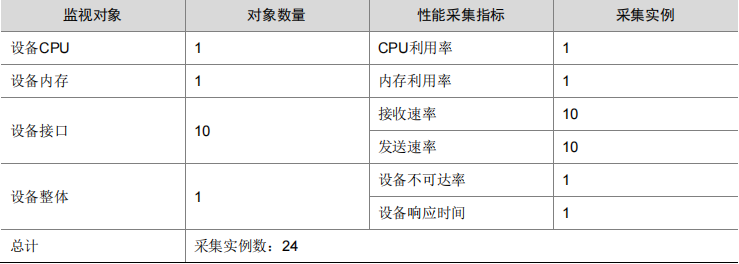 监视对象 对象数量 性能采集指标 采集实例
设备CPU 1 CPU利用率 1
设备内存 1 内存利用率 1
设备接口 10 接收速率 10
发送速率 10
设备整体 1 设备不可达率 1
设备响应时间 1
总计 采集实例数：24